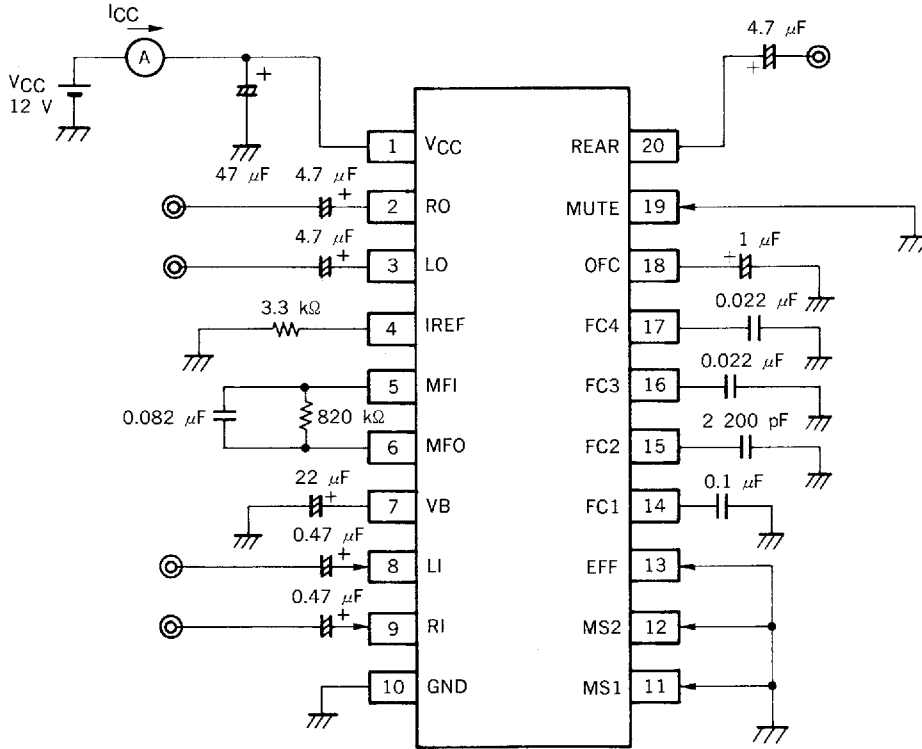 ICC
A
VCC
12 V
+
47 μF
4.7 μF
+
4.7 μF
+
3.3 kΩ
0.082 μF
820 kΩ
22 μF
+
0.47 μF
+
0.47 μF
+
1 VCC
2 RO
3 LO
4 IREF
5 MFI
6 MFO
7 VB
8 LI
9 RI
10 GND
REAR 20
MUTE 19
OFC 18
FC4 17
FC3 16
FC2 15
FC1 14
EFF 13
MS2 12
MS1 11
4.7 μF
+
1 μF
+
0.022 μF
0.022 μF
2 200 pF
0.1 μF